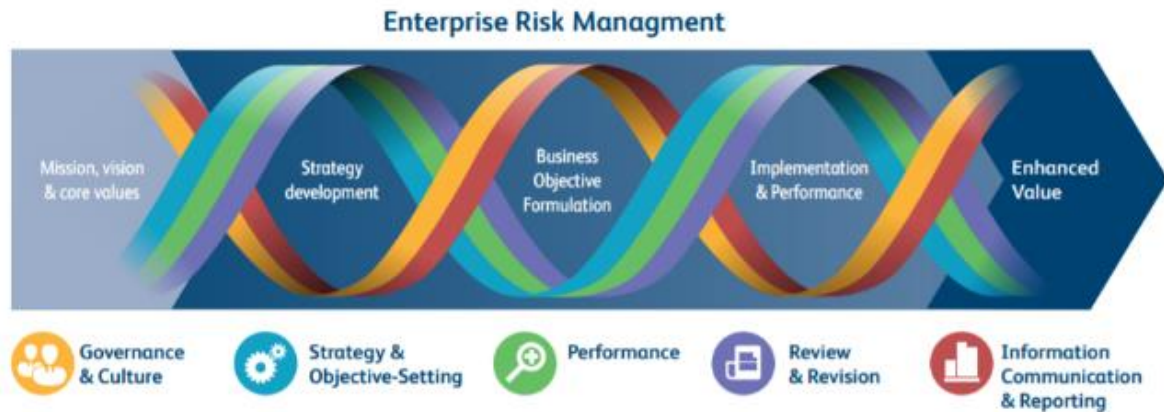 Enterprise Risk Managment
Mission, vision
& core values
Strategy
development
Business
Objective
Formulation
Implementation
& Performance
Enhanced
Value
Governance
& Culture
Strategy &
Objective-Setting
Performance
Review
& Revision
Information
Communication
& Reporting